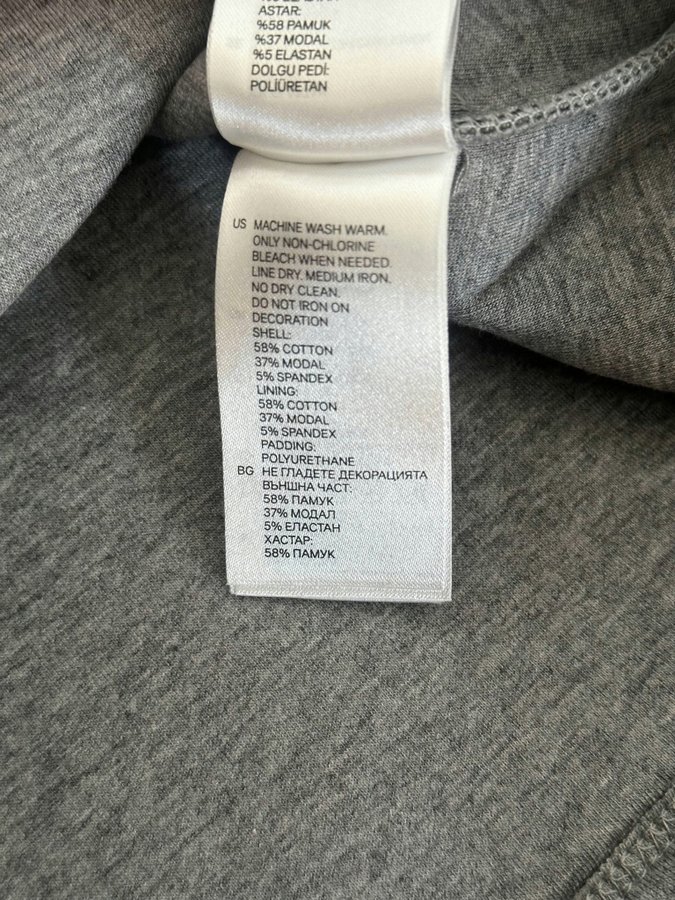 ASTAR:
%58 PAMUK
%37 MODAL
%5 ELASTAN
DOLGU PEDİ:
POLİÜRETAN
US MACHINE WASH WARM.
ONLY NON-CHLORINE
BLEACH WHEN NEEDED.
LINE DRY. MEDIUM IRON.
NO DRY CLEAN.
DO NOT IRON ON
DECORATION
SHELL:
58% COTTON
37% MODAL
5% SPANDEX
LINING:
58% COTTON
37% MODAL
5% SPANDEX
PADDING:
POLYURETHANE
BG НЕ ГЛАДЕТЕ ДЕКОРАЦИЯТА
ВЪНШНА ЧАСТ:
58% ПАМУК
37% МОДАЛ
5% ЕЛАСТАН
ХАСТАР:
58% ПАМУК